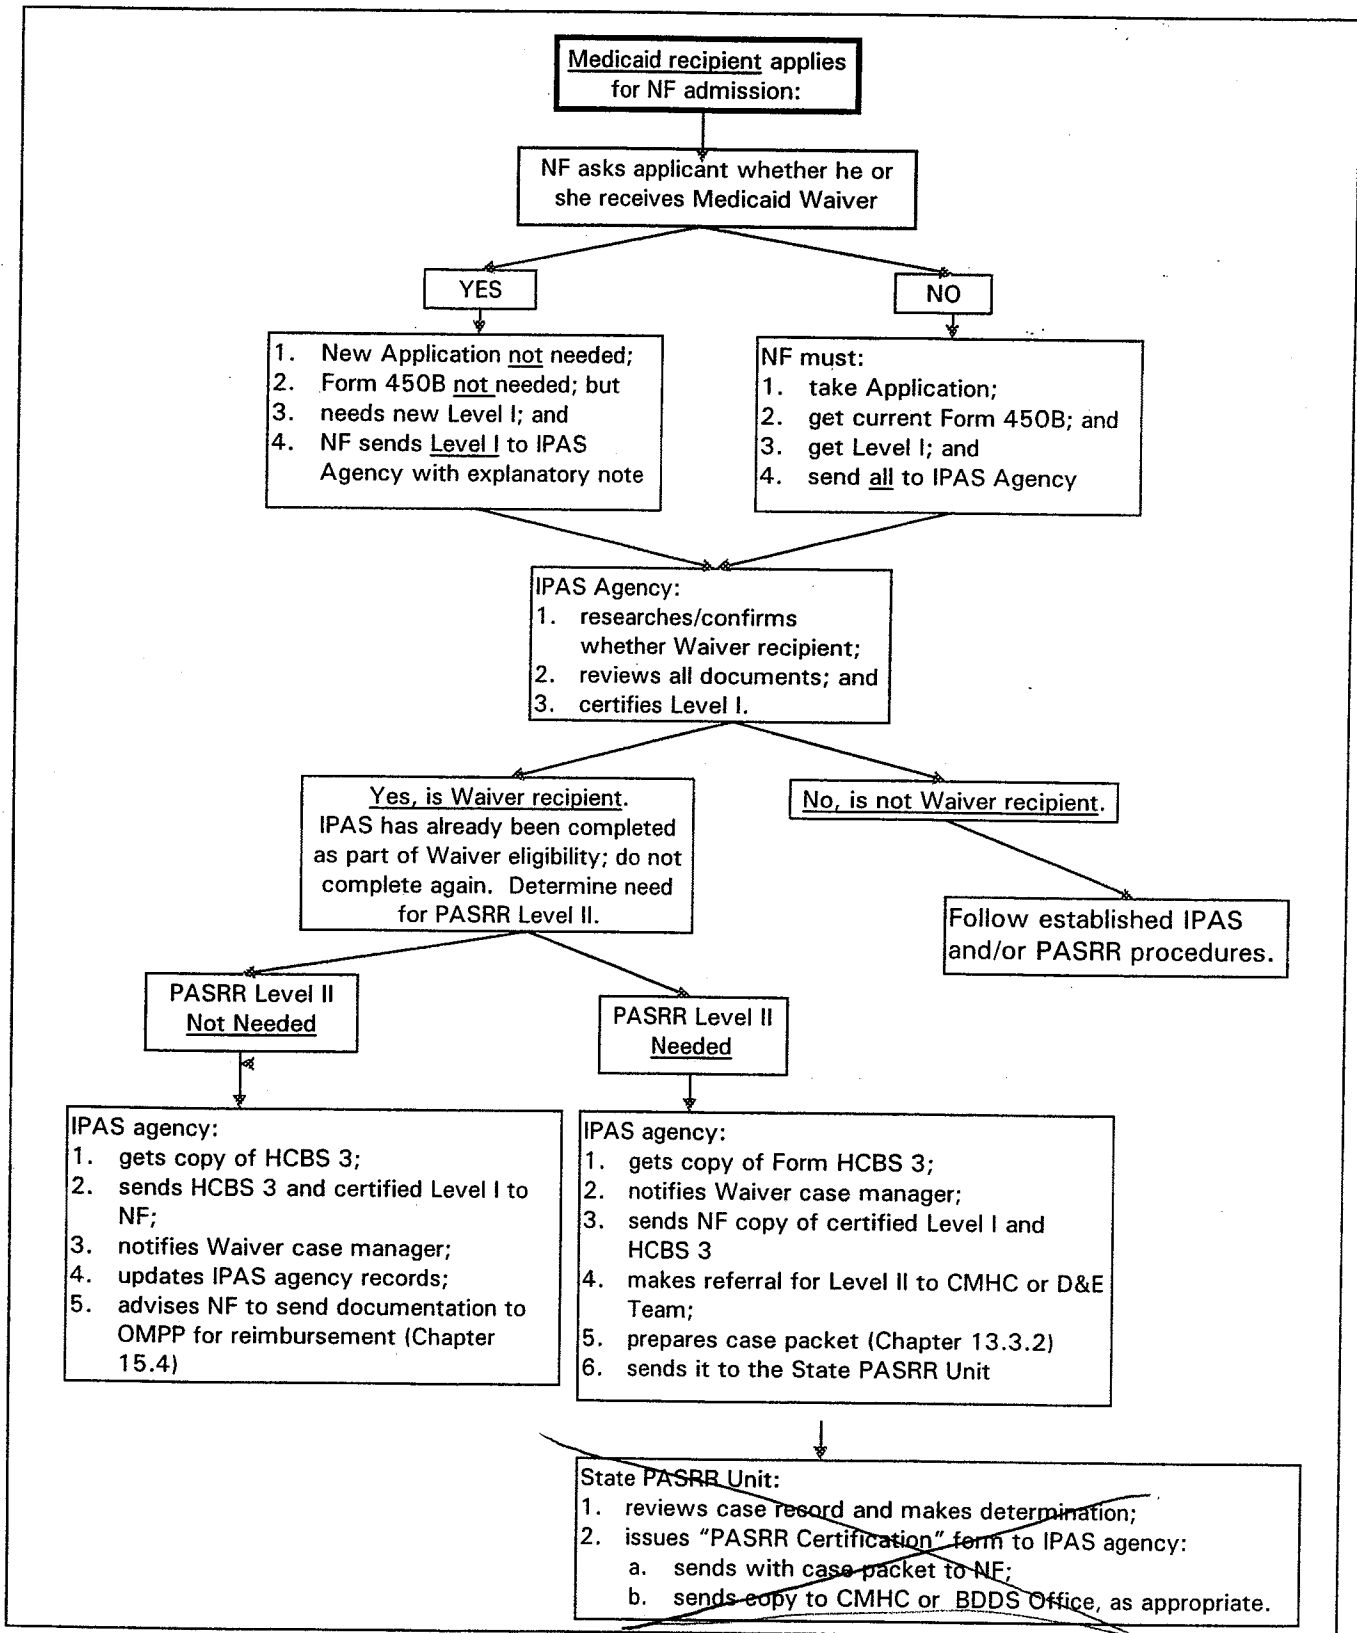 Medicaid recipient applies
for NF admission:
NF asks applicant whether he or
she receives Medicaid Waiver
YES
NO
1. New Application not needed;
2. Form 450B not needed; but
3. needs new Level I; and
4. NF sends Level I to IPAS
Agency with explanatory note
NF must:
1. take Application;
2. get current Form 450B; and
3. get Level I; and
4. send all to IPAS Agency
IPAS Agency:
1. researches/confirms
whether Waiver recipient;
2. reviews all documents; and
3. certifies Level I.
Yes, is Waiver recipient.
IPAS has already been completed
as part of Waiver eligibility; do not
complete again. Determine need
for PASRR Level II.
No, is not Waiver recipient.
Follow established IPAS
and/or PASRR procedures.
PASRR Level II
Not Needed
PASRR Level II
Needed
IPAS agency:
1. gets copy of HCBS 3;
2. sends HCBS 3 and certified Level I to
NF;
3. notifies Waiver case manager;
4. updates IPAS agency records;
5. advises NF to send documentation to
OMPP for reimbursement (Chapter
15.4)
IPAS agency:
1. gets copy of Form HCBS 3;
2. notifies Waiver case manager;
3. sends NF copy of certified Level I and
HCBS 3
4. makes referral for Level II to CMHC or D&E
Team;
5. prepares case packet (Chapter 13.3.2)
6. sends it to the State PASRR Unit
State PASRR Unit:
1. reviews case record and makes determination;
2. issues "PASRR Certification" form to IPAS agency:
a. sends with case packet to NF;
b. sends copy to CMHC or BDDS Office, as appropriate.